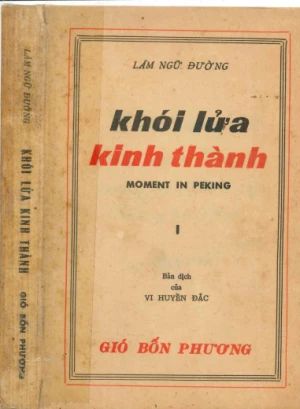 LÂM NGỮ ĐƯỜNG
KHÓI LỬA KINH THÀNH
GIÓ BỐN PHƯƠNG
LÂM NGỮ ĐƯỜNG
khói lửa
kinh thành
MOMENT IN PEKING
I
Bản dịch
của
VI HUYỀN ĐẮC
GIÓ BỐN PHƯƠNG